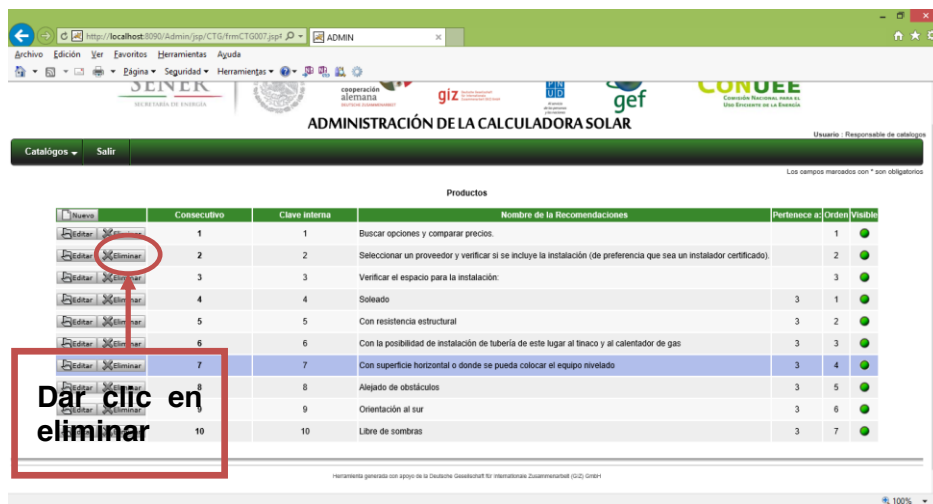 http://localhost:8090/Admin/jsp/CTG/frmCTG007.jsp
ADMIN
Archivo Edición Ver Favoritos Herramientas Ayuda
Página Seguridad Herramientas
SENER
SECRETARÍA DE ENERGÍA
cooperación
alemana
DEUTSCHE ZUSAMMENARBEIT
giz
gef
CONUEE
Comisión Nacional para el
Uso Eficiente de la Energía
ADMINISTRACIÓN DE LA CALCULADORA SOLAR
Usuario : Responsable de catalogos
Catalógos Salir
Los campos marcados con * son obligatorios
Productos
Nuevo Consecutivo Clave interna Nombre de la Recomendaciones Pertenece a: Orden Visible
Editar Eliminar 1 1 Buscar opciones y comparar precios. 1
Editar Eliminar 2 2 Seleccionar un proveedor y verificar si se incluye la instalación (de preferencia que sea un instalador certificado). 2
Editar Eliminar 3 3 Verificar el espacio para la instalación: 3
Editar Eliminar 4 4 Soleado 3 1
Editar Eliminar 5 5 Con resistencia estructural 3 2
Editar Eliminar 6 6 Con la posibilidad de instalación de tubería de este lugar al tinaco y al calentador de gas 3 3
Editar Eliminar 7 7 Con superficie horizontal o donde se pueda colocar el equipo nivelado 3 4
8 8 Alejado de obstáculos 3 5
9 9 Orientación al sur 3 6
10 10 Libre de sombras 3 7
Dar clic en
eliminar
Herramienta generada con apoyo de la Deutsche Gesellschaft für Internationale Zusammenarbeit (GIZ) GmbH
100%